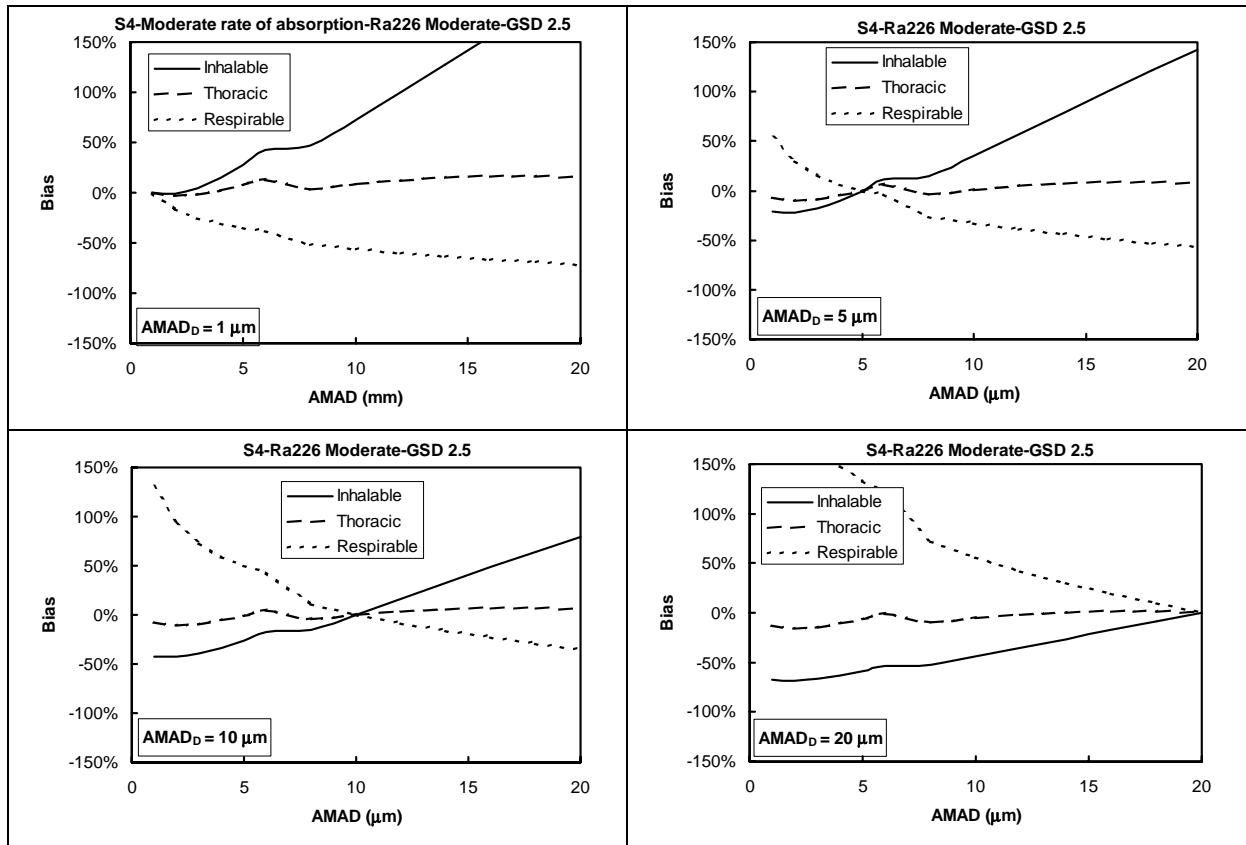 S4-Moderate rate of absorption-Ra226 Moderate-GSD 2.5
150%
100%
50%
0%
-50%
-100%
-150%
Bias
Inhalable
Thoracic
Respirable
AMADD = 1 μm
0 5 10 15 20
AMAD (mm)
S4-Ra226 Moderate-GSD 2.5
150%
100%
50%
0%
-50%
-100%
-150%
Bias
Inhalable
Thoracic
Respirable
AMADD = 5 μm
0 5 10 15 20
AMAD (μm)
S4-Ra226 Moderate-GSD 2.5
150%
100%
50%
0%
-50%
-100%
-150%
Bias
Inhalable
Thoracic
Respirable
AMADD = 10 μm
0 5 10 15 20
AMAD (μm)
S4-Ra226 Moderate-GSD 2.5
150%
100%
50%
0%
-50%
-100%
-150%
Bias
Inhalable
Thoracic
Respirable
AMADD = 20 μm
0 5 10 15 20
AMAD (μm)